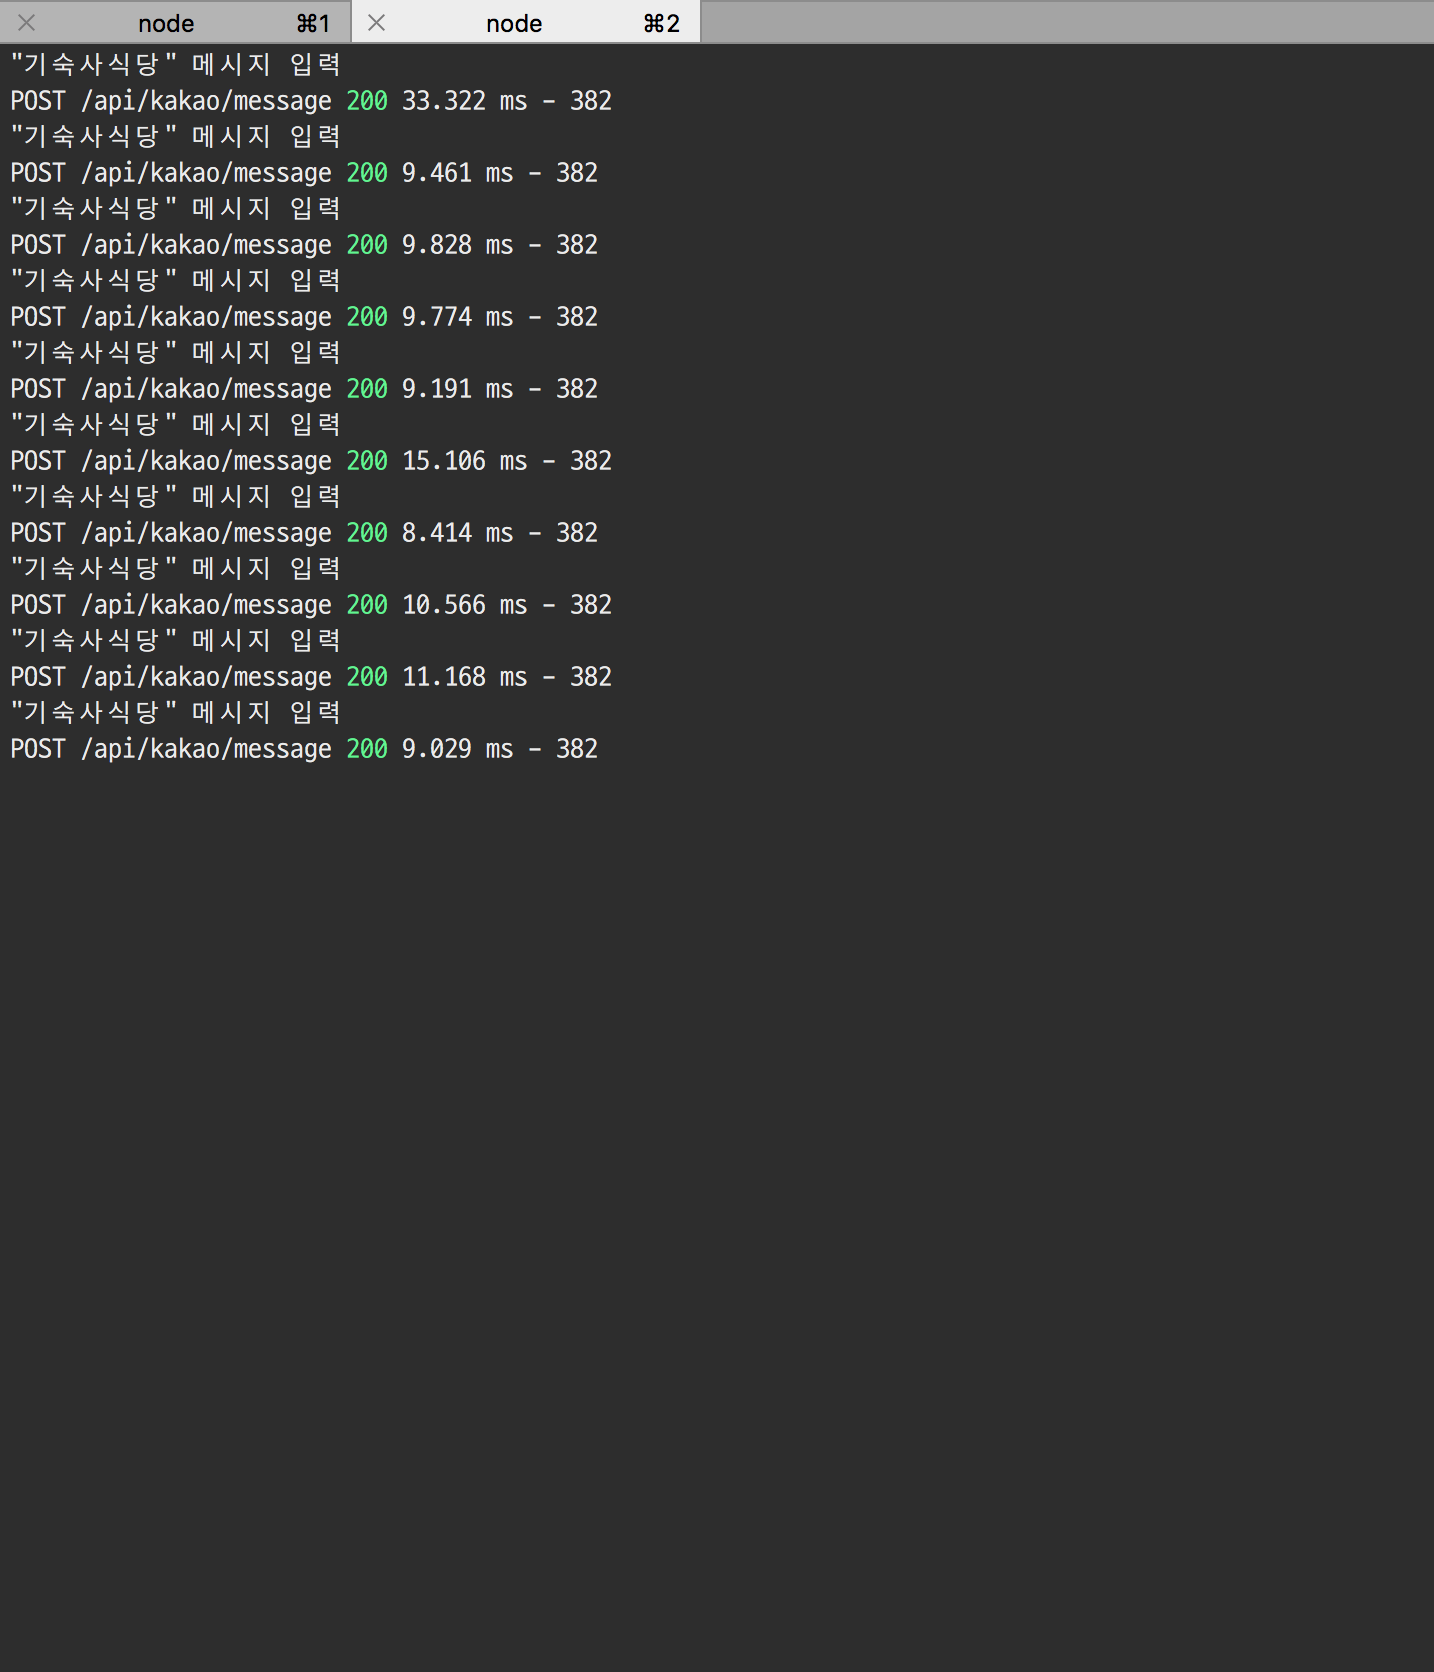 node ⌘1 node ⌘2
"기숙사식당" 메시지 입력
POST /api/kakao/message 200 33.322 ms - 382
"기숙사식당" 메시지 입력
POST /api/kakao/message 200 9.461 ms - 382
"기숙사식당" 메시지 입력
POST /api/kakao/message 200 9.828 ms - 382
"기숙사식당" 메시지 입력
POST /api/kakao/message 200 9.774 ms - 382
"기숙사식당" 메시지 입력
POST /api/kakao/message 200 9.191 ms - 382
"기숙사식당" 메시지 입력
POST /api/kakao/message 200 15.106 ms - 382
"기숙사식당" 메시지 입력
POST /api/kakao/message 200 8.414 ms - 382
"기숙사식당" 메시지 입력
POST /api/kakao/message 200 10.566 ms - 382
"기숙사식당" 메시지 입력
POST /api/kakao/message 200 11.168 ms - 382
"기숙사식당" 메시지 입력
POST /api/kakao/message 200 9.029 ms - 382